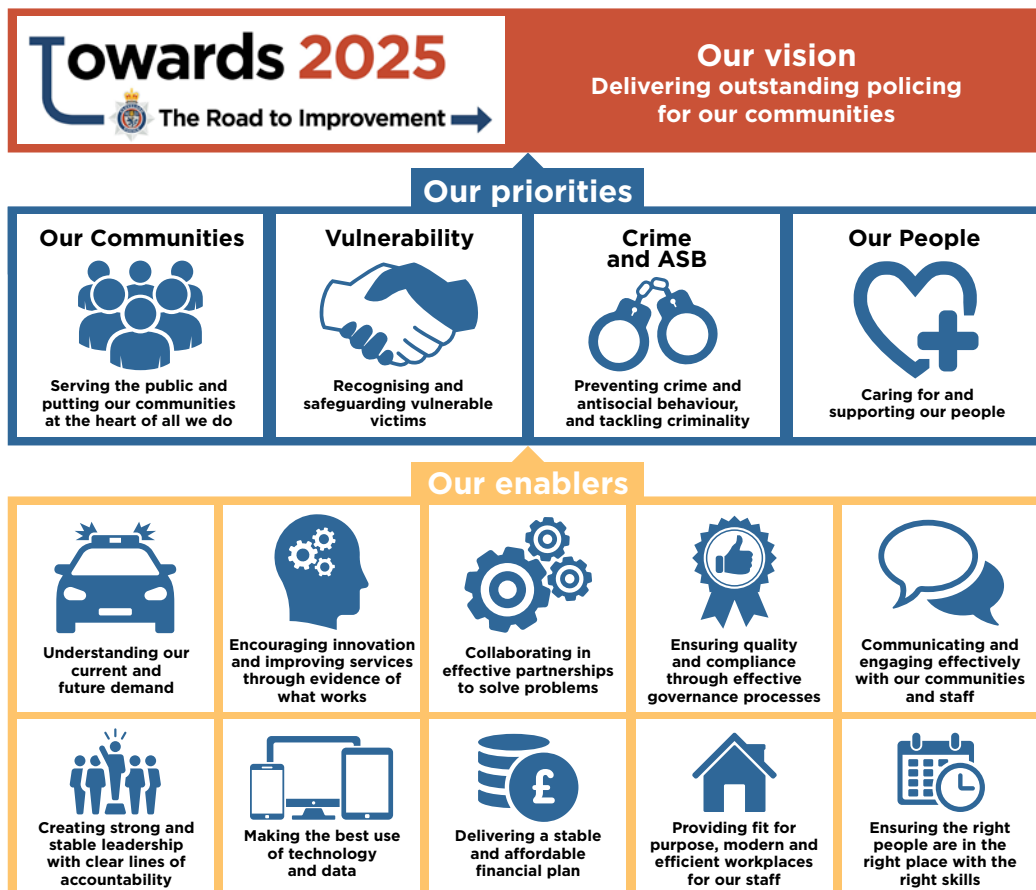 Towards 2025
The Road to Improvement
Our vision
Delivering outstanding policing
for our communities
Our priorities
Our Communities
Serving the public and
putting our communities
at the heart of all we do
Vulnerability
Recognising and
safeguarding vulnerable
victims
Crime
and ASB
Preventing crime and
antisocial behaviour,
and tackling criminality
Our People
Caring for and
supporting our people
Our enablers
Understanding our
current and
future demand
Encouraging innovation
and improving services
through evidence of
what works
Collaborating in
effective partnerships
to solve problems
Ensuring quality
and compliance
through effective
governance processes
Communicating and
engaging effectively
with our communities
and staff
Creating strong and
stable leadership
with clear lines of
accountability
Making the best use
of technology
and data
£
Delivering a stable
and affordable
financial plan
Providing fit for
purpose, modern and
efficient workplaces
for our staff
Ensuring the right
people are in the
right place with the
right skills